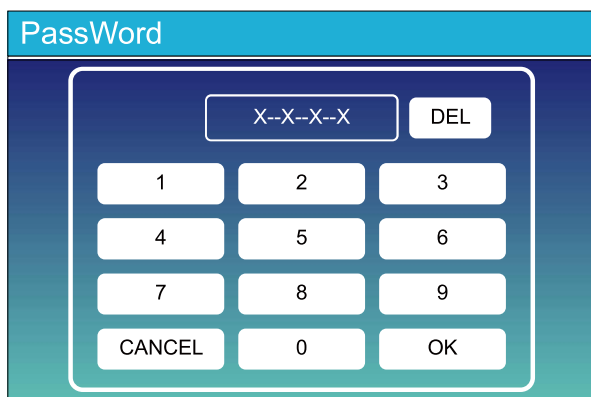 PassWord
X--X--X--X DEL
1 2 3
4 5 6
7 8 9
CANCEL 0 OK